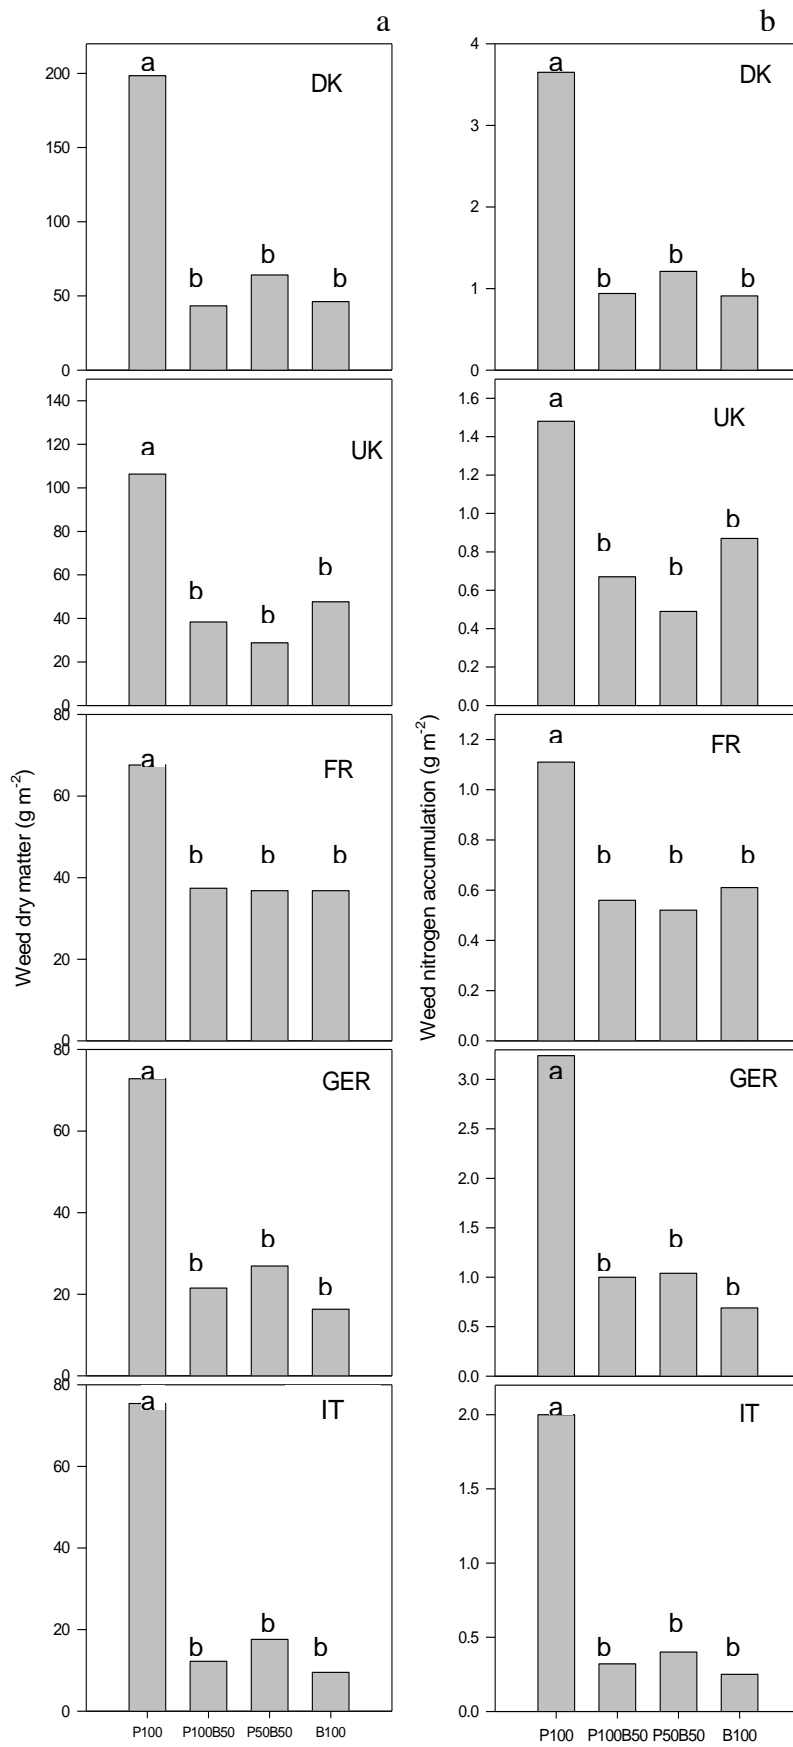 a
b
200
150
100
50
0
a
b
b
b
DK
4
3
2
1
0
a
b
b
b
DK
140
120
100
80
60
40
20
0
a
b
b
b
UK
1.6
1.4
1.2
1.0
0.8
0.6
0.4
0.2
0.0
a
b
b
b
UK
Weed dry matter (g m-2)
80
60
40
20
0
a
b
b
b
FR
Weed nitrogen accumulation (g m-2)
1.2
1.0
0.8
0.6
0.4
0.2
0.0
a
b
b
b
FR
80
60
40
20
0
a
b
b
b
GER
3.0
2.5
2.0
1.5
1.0
0.5
0.0
a
b
b
b
GER
80
60
40
20
0
a
b
b
b
IT
P100 P100B50 P50B50 B100
2.0
1.5
1.0
0.5
0.0
a
b
b
b
IT
P100 P100B50 P50B50 B100